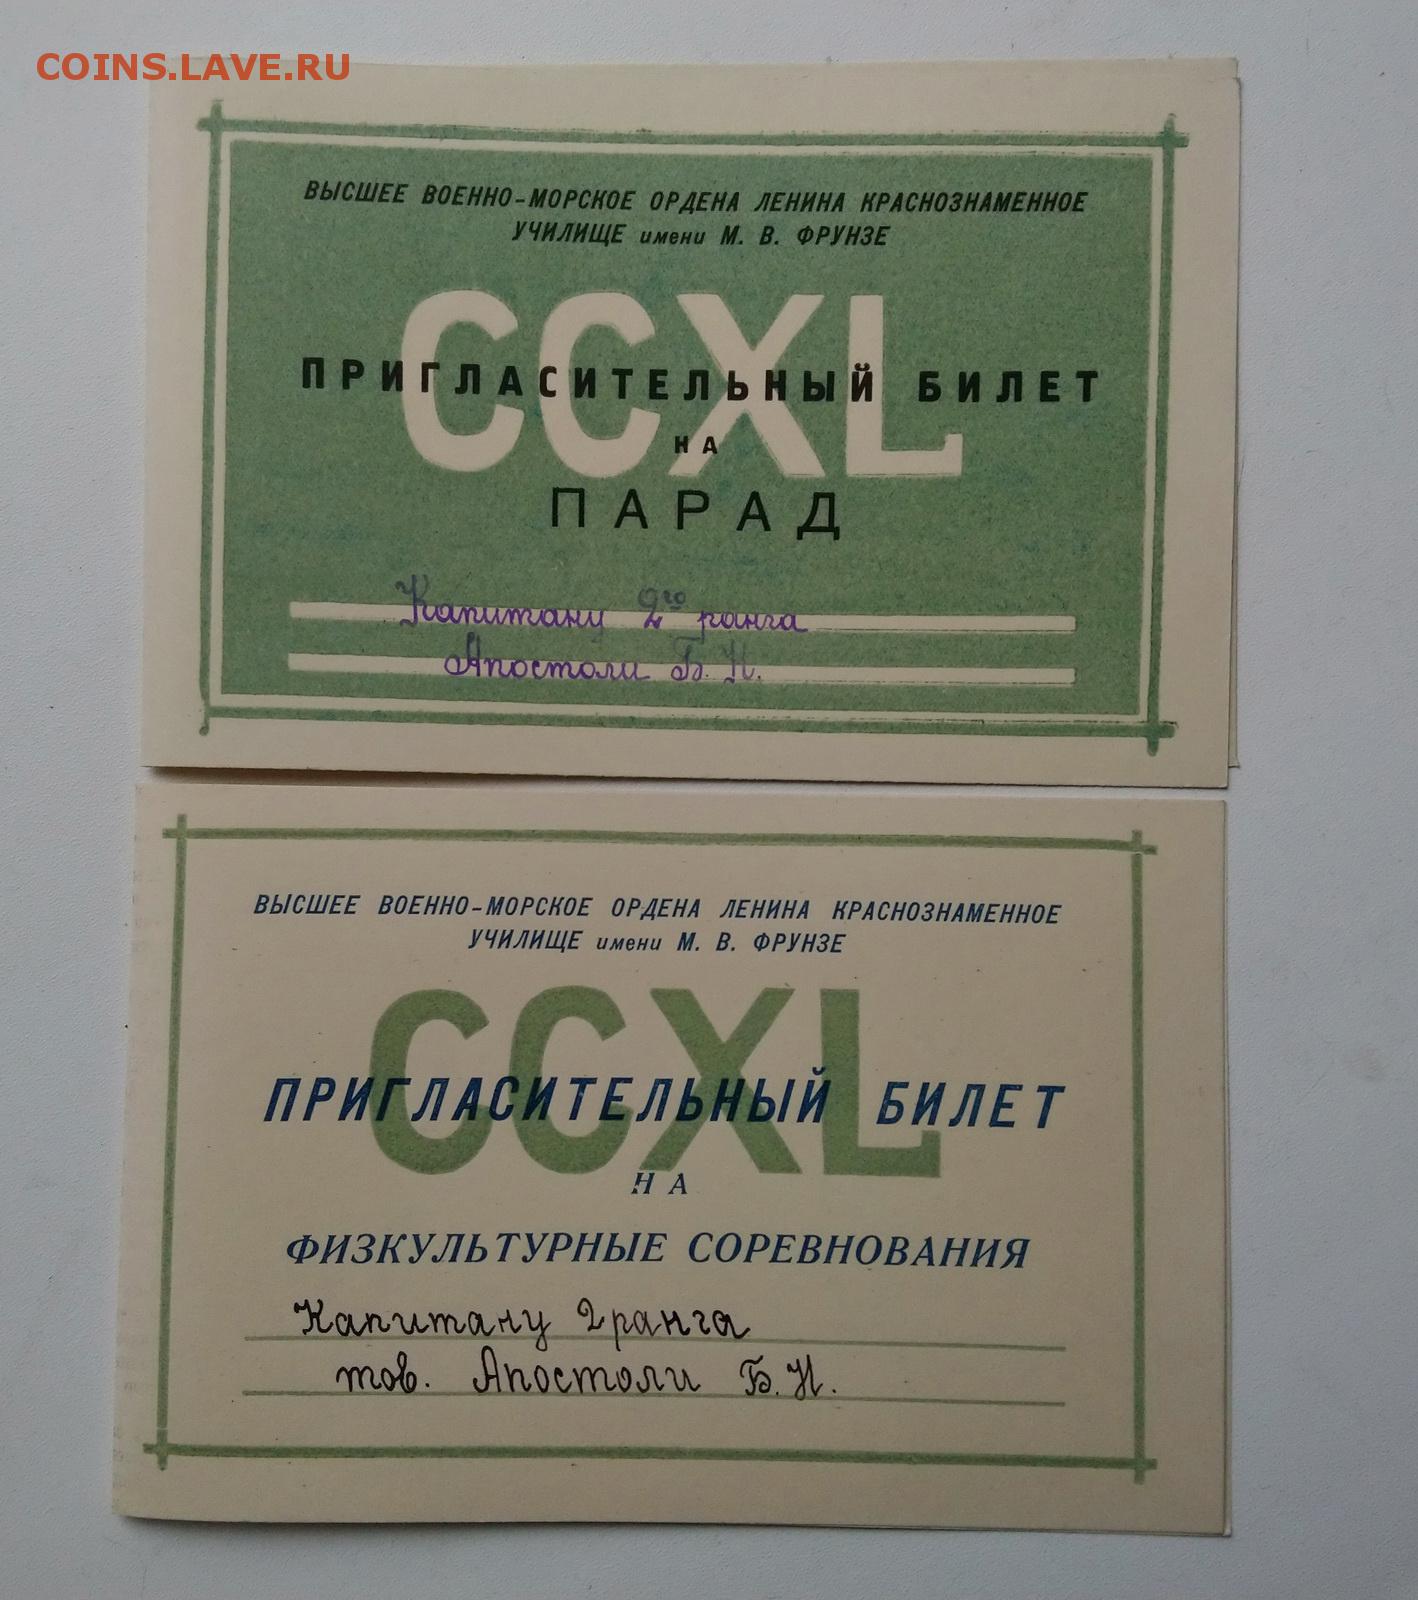 COINS.LAVE.RU
ВЫСШЕЕ ВОЕННО-МОРСКОЕ ОРДЕНА ЛЕНИНА КРАСНОЗНАМЕННОЕ
УЧИЛИЩЕ имени М. В. ФРУНЗЕ
CCXL
ПРИГЛАСИТЕЛЬНЫЙ БИЛЕТ
НА
ПАРАД
Капитану 2го ранга
Апостоли Б. Н.
ВЫСШЕЕ ВОЕННО-МОРСКОЕ ОРДЕНА ЛЕНИНА КРАСНОЗНАМЕННОЕ
УЧИЛИЩЕ имени М. В. ФРУНЗЕ
CCXL
ПРИГЛАСИТЕЛЬНЫЙ БИЛЕТ
НА
ФИЗКУЛЬТУРНЫЕ СОРЕВНОВАНИЯ
Капитану 2 ранга
тов. Апостоли Б. Н.